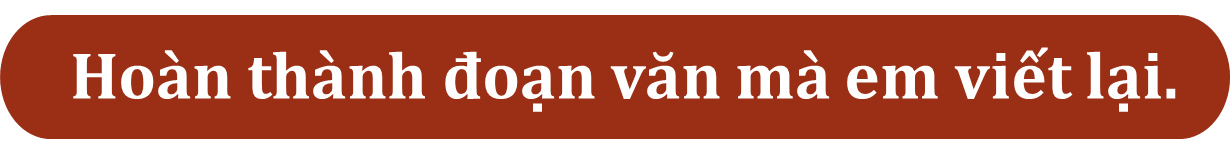 Hoàn thành đoạn văn mà em viết lại.